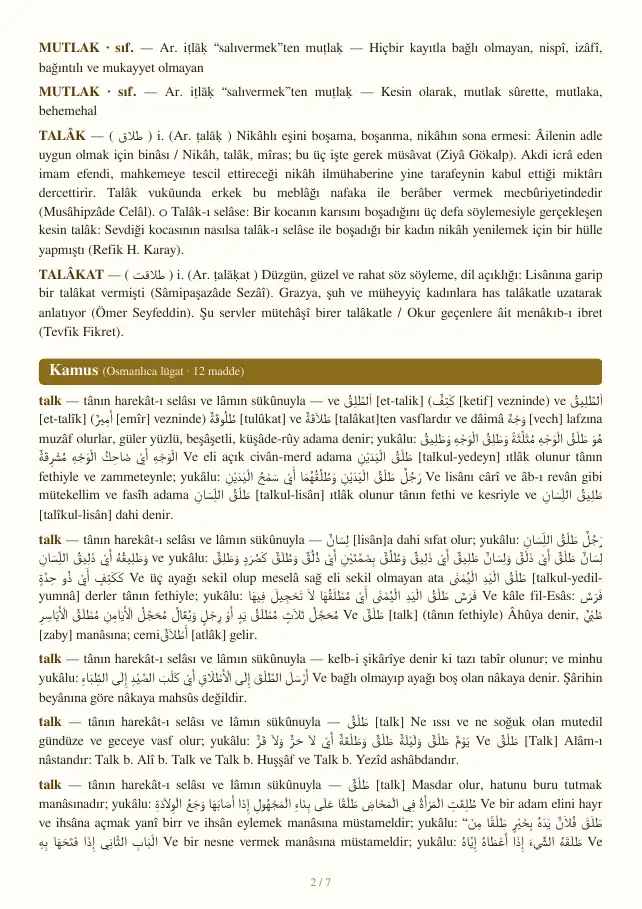 MUTLAK · sıf. — Ar. iṭlāḳ “salıvermek”ten muṭlaḳ — Hiçbir kayıtla bağlı olmayan, nispî, izâfî,
bağıntılı ve mukayyet olmayan
MUTLAK · sıf. — Ar. iṭlāḳ “salıvermek”ten muṭlaḳ — Kesin olarak, mutlak sûrette, mutlaka,
behemehal
TALÂK — ( طلاق ) i. (Ar. ṭalāḳ ) Nikâhlı eşini boşama, boşanma, nikâhın sona ermesi: Âilenin adle
uygun olmak için binâsı / Nikâh, talâk, mîras; bu üç işte gerek müsâvat (Ziyâ Gökalp). Akdi icrâ eden
imam efendi, mahkemeye tescil ettireceği nikâh ilmühaberine yine tarafeynin kabul ettiği miktârı
dercettirir. Talâk vukūunda erkek bu meblâğı nafaka ile berâber vermek mecbûriyetindedir
(Musâhipzâde Celâl). ѻ Talâk-ı selâse: Bir kocanın karısını boşadığını üç defa söylemesiyle gerçekleşen
kesin talâk: Sevdiği kocasının nasılsa talâk-ı selâse ile boşadığı bir kadın nikâh yenilemek için bir hülle
yapmıştı (Refik H. Karay).
TALÂKAT — ( طلاقت ) i. (Ar. ṭalāḳat ) Düzgün, güzel ve rahat söz söyleme, dil açıklığı: Lisânına garip
bir talâkat vermişti (Sâmipaşazâde Sezâî). Grazya, şuh ve müheyyiç kadınlara has talâkatle uzatarak
anlatıyor (Ömer Seyfeddin). Şu servler mütehâşî birer talâkatle / Okur geçenlere âit menâkıb-ı ibret
(Tevfik Fikret).
Kamus (Osmanlıca lügat · 12 madde)
talk — tânın harekât-ı selâsı ve lâmın sükûnuyla — ve اَلطَّلِيقُ [et-talik] (كَتِفٌ [ketif] vezninde) ve اَلطَّلِيقُ
[et-talîk] (أَمِيرٌ [emîr] vezninde) طُلُوقَةٌ [tulûkat] ve طَلَاقَةٌ [talâkat]ten vasflardır ve dâimâ وَجْهٌ [vech] lafzına
muzâf olurlar, güler yüzlü, beşâşetli, küşâde-rûy adama denir; yukâlu: هُوَ طَلْقُ الْوَجْهِ مُثَلَّثَةً وَطَلِقُ الْوَجْهِ وَطَلِيقُ
الْوَجْهِ أَيْ ضَاحِكُ الْوَجْهِ مُشْرِقَةً Ve eli açık civân-merd adama طَلْقُ الْيَدَيْنِ [talkul-yedeyn] ıtlâk olunur tânın
fethiyle ve zammeteynle; yukâlu: رَجُلٌ طَلْقُ الْيَدَيْنِ وَطُلُقُهُمَا أَيْ سَمْحُ الْيَدَيْنِ Ve lisânı cârî ve âb-ı revân gibi
mütekellim ve fasîh adama طَلْقُ اللِّسَانِ [talkul-lisân] ıtlâk olunur tânın fethi ve kesriyle ve طَلِيقُ اللِّسَانِ
[talîkul-lisân] dahi denir.
talk — tânın harekât-ı selâsı ve lâmın sükûnuyla — لِسَانٌ [lisân]a dahi sıfat olur; yukâlu: رَجُلٌ طَلْقُ اللِّسَانِ
وَطَلِيقُهُ أَيْ ذَلِيقُ اللِّسَانِ ve yukâlu: لِسَانٌ طَلْقٌ أَيْ ذَلْقٌ وَلِسَانٌ طَلِيقٌ أَيْ ذَلِيقٌ وَطُلُقٌ بِضَمَّتَيْنِ أَيْ ذُلُقٌ وَطُلَقٌ كَصُرَدٍ وَطَلِقٌ
كَكَتِفٍ أَيْ ذُو حِدَّةٍ Ve üç ayağı sekil olup meselâ sağ eli sekil olmayan ata طَلْقُ الْيَدِ الْيُمْنَى [talkul-yedil-
yumnâ] derler tânın fethiyle; yukâlu: فَرَسٌ طَلْقُ الْيَدِ الْيُمْنَى أَيْ مُطْلَقُهَا لَا تَحْجِيلَ فِيهَا Ve kâle fil-Esâs: فَرَسٌ
مُحَجَّلُ ثَلَاثٍ مُطْلَقُ يَدٍ أَوْ رِجْلٍ وَيُقَالُ مُحَجَّلُ الْأَيَامِنِ مُطْلَقُ الْأَيَاسِرِ Ve طَلْقٌ [talk] (tânın fethiyle) Âhûya denir, ظَبْيٌ
[zaby] manâsına; cemi أَطْلَاقٌ [atlâk] gelir.
talk — tânın harekât-ı selâsı ve lâmın sükûnuyla — kelb-i şikârîye denir ki tazı tabîr olunur; ve minhu
yukâlu: أَرْسَلَ الطَّلْقَ إِلَى الْأَطْلَاقِ أَيْ كَلْبَ الصَّيْدِ إِلَى الظِّبَاءِ Ve bağlı olmayıp ayağı boş olan nâkaya denir. Şârihin
beyânına göre nâkaya mahsûs değildir.
talk — tânın harekât-ı selâsı ve lâmın sükûnuyla — طَلْقٌ [talk] Ne ıssı ve ne soğuk olan mutedil
gündüze ve geceye vasf olur; yukâlu: يَوْمٌ طَلْقٌ وَلَيْلَةٌ طَلْقٌ وَطَلْقَةٌ أَيْ لَا حَرٌّ وَلَا قَرٌّ Ve طَلْقٌ [Talk] Alâm-ı
nâstandır: Talk b. Alî b. Talk ve Talk b. Huşşâf ve Talk b. Yezîd ashâbdandır.
talk — tânın harekât-ı selâsı ve lâmın sükûnuyla — طَلْقٌ [talk] Masdar olur, hatunu buru tutmak
manâsınadır; yukâlu: طُلِقَتِ الْمَرْأَةُ فِي الْمَخَاضِ طَلْقًا عَلَى بِنَاءِ الْمَجْهُولِ إِذَا أَصَابَهَا وَجَعُ الْوِلَادَةِ Ve bir adam elini hayr
ve ihsâna açmak yanî birr ve ihsân eylemek manâsına müstameldir; yukâlu: “طَلَقَ فُلَانٌ يَدَهُ بِخَيْرٍ طَلْقًا مِنَ
الْبَابِ الثَّانِي إِذَا فَتَحَهَا بِهِ Ve bir nesne vermek manâsına müstameldir; yukâlu: طَلَقَهُ الشَّيْءَ إِذَا أَعْطَاهُ إِيَّاهُ Ve
2 / 7